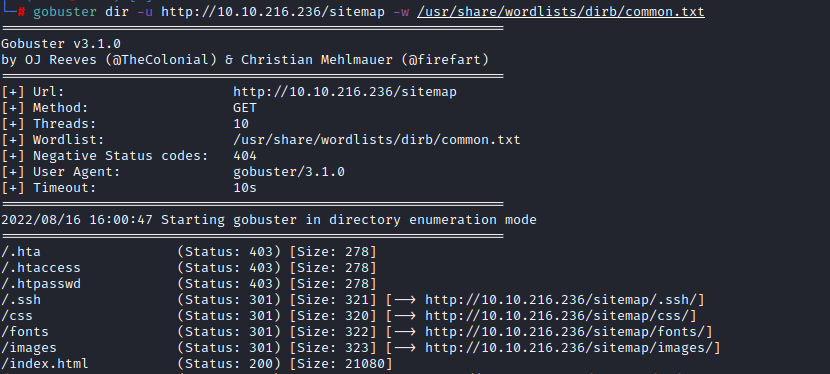 └─# gobuster dir -u http://10.10.216.236/sitemap -w /usr/share/wordlists/dirb/common.txt
===============================================================
Gobuster v3.1.0
by OJ Reeves (@TheColonial) & Christian Mehlmauer (@firefart)
===============================================================
[+] Url:                     http://10.10.216.236/sitemap
[+] Method:                  GET
[+] Threads:                 10
[+] Wordlist:                /usr/share/wordlists/dirb/common.txt
[+] Negative Status codes:   404
[+] User Agent:              gobuster/3.1.0
[+] Timeout:                 10s
===============================================================
2022/08/16 16:00:47 Starting gobuster in directory enumeration mode
===============================================================
/.hta                 (Status: 403) [Size: 278]
/.htaccess            (Status: 403) [Size: 278]
/.htpasswd            (Status: 403) [Size: 278]
/.ssh                 (Status: 301) [Size: 321] [--> http://10.10.216.236/sitemap/.ssh/]
/css                  (Status: 301) [Size: 320] [--> http://10.10.216.236/sitemap/css/]
/fonts                (Status: 301) [Size: 322] [--> http://10.10.216.236/sitemap/fonts/]
/images               (Status: 301) [Size: 323] [--> http://10.10.216.236/sitemap/images/]
/index.html           (Status: 200) [Size: 21080]